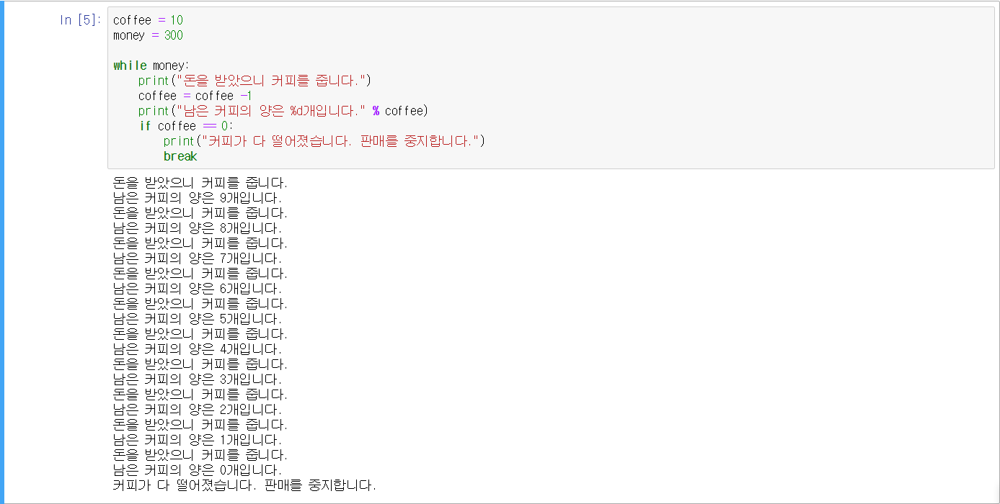 In [5]:
coffee = 10
money = 300
while money:
    print("돈을 받았으니 커피를 줍니다.")
    coffee = coffee -1
    print("남은 커피의 양은 %d개입니다." % coffee)
    if coffee == 0:
        print("커피가 다 떨어졌습니다. 판매를 중지합니다.")
        break
돈을 받았으니 커피를 줍니다.
남은 커피의 양은 9개입니다.
돈을 받았으니 커피를 줍니다.
남은 커피의 양은 8개입니다.
돈을 받았으니 커피를 줍니다.
남은 커피의 양은 7개입니다.
돈을 받았으니 커피를 줍니다.
남은 커피의 양은 6개입니다.
돈을 받았으니 커피를 줍니다.
남은 커피의 양은 5개입니다.
돈을 받았으니 커피를 줍니다.
남은 커피의 양은 4개입니다.
돈을 받았으니 커피를 줍니다.
남은 커피의 양은 3개입니다.
돈을 받았으니 커피를 줍니다.
남은 커피의 양은 2개입니다.
돈을 받았으니 커피를 줍니다.
남은 커피의 양은 1개입니다.
돈을 받았으니 커피를 줍니다.
남은 커피의 양은 0개입니다.
커피가 다 떨어졌습니다. 판매를 중지합니다.